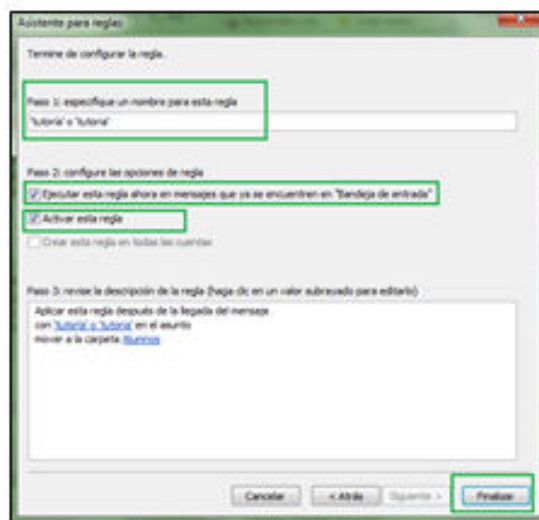 Asistente para reglas
Termine de configurar la regla.
Paso 1: especifique un nombre para esta regla
'tutoria' o 'tutoria'
Paso 2: configure las opciones de regla
Ejecutar esta regla ahora en mensajes que ya se encuentren en "Bandeja de entrada"
Activar esta regla
Crear esta regla en todas las cuentas
Paso 3: revise la descripción de la regla (haga clic en un valor subrayado para editarlo)
Aplicar esta regla después de la llegada del mensaje
con 'tutoria' o 'tutoria' en el asunto
mover a la carpeta Alumnos
Cancelar < Atrás Siguiente > Finalizar